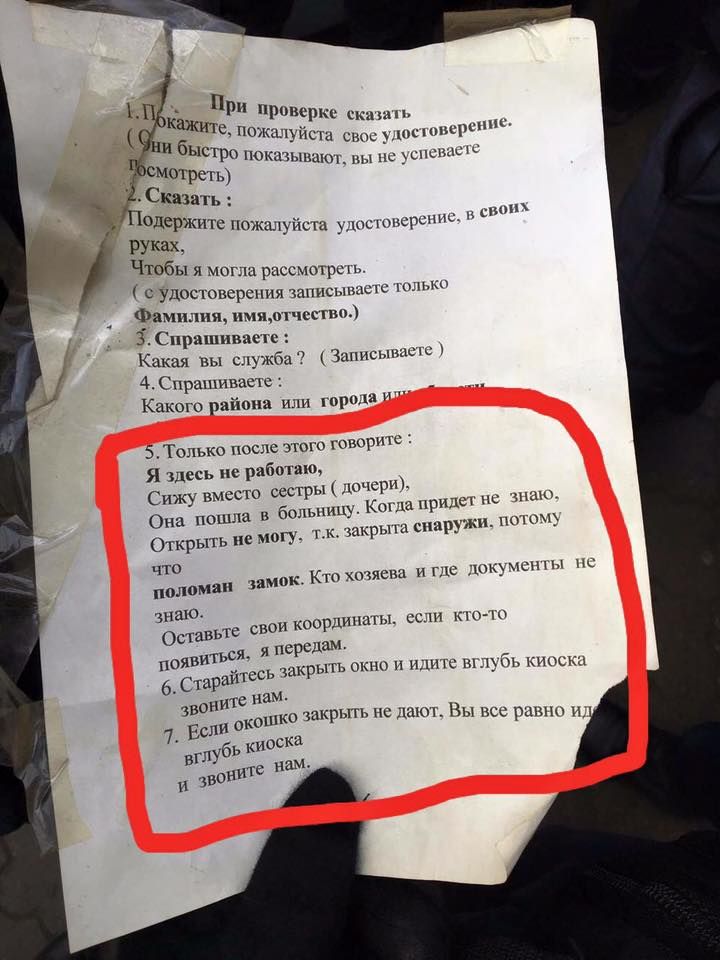 При проверке сказать
1.Покажите, пожалуйста свое удостоверение.
( Они быстро показывают, вы не успеваете
посмотреть)
2. Сказать :
Подержите пожалуйста удостоверение, в своих
руках,
Чтобы я могла рассмотреть.
( с удостоверения записываете только
Фамилия, имя,отчество.)
3. Спрашиваете :
Какая вы служба ? ( Записываете )
4. Спрашиваете :
Какого района или города или области
5. Только после этого говорите :
Я здесь не работаю,
Сижу вместо сестры ( дочери),
Она пошла в больницу. Когда придет не знаю,
Открыть не могу, т.к. закрыта снаружи, потому
что
поломан замок. Кто хозяева и где документы не
знаю.
Оставьте свои координаты, если кто-то
появиться, я передам.
6. Старайтесь закрыть окно и идите вглубь киоска
звоните нам.
7. Если окошко закрыть не дают, Вы все равно ид
вглубь киоска
и звоните нам.